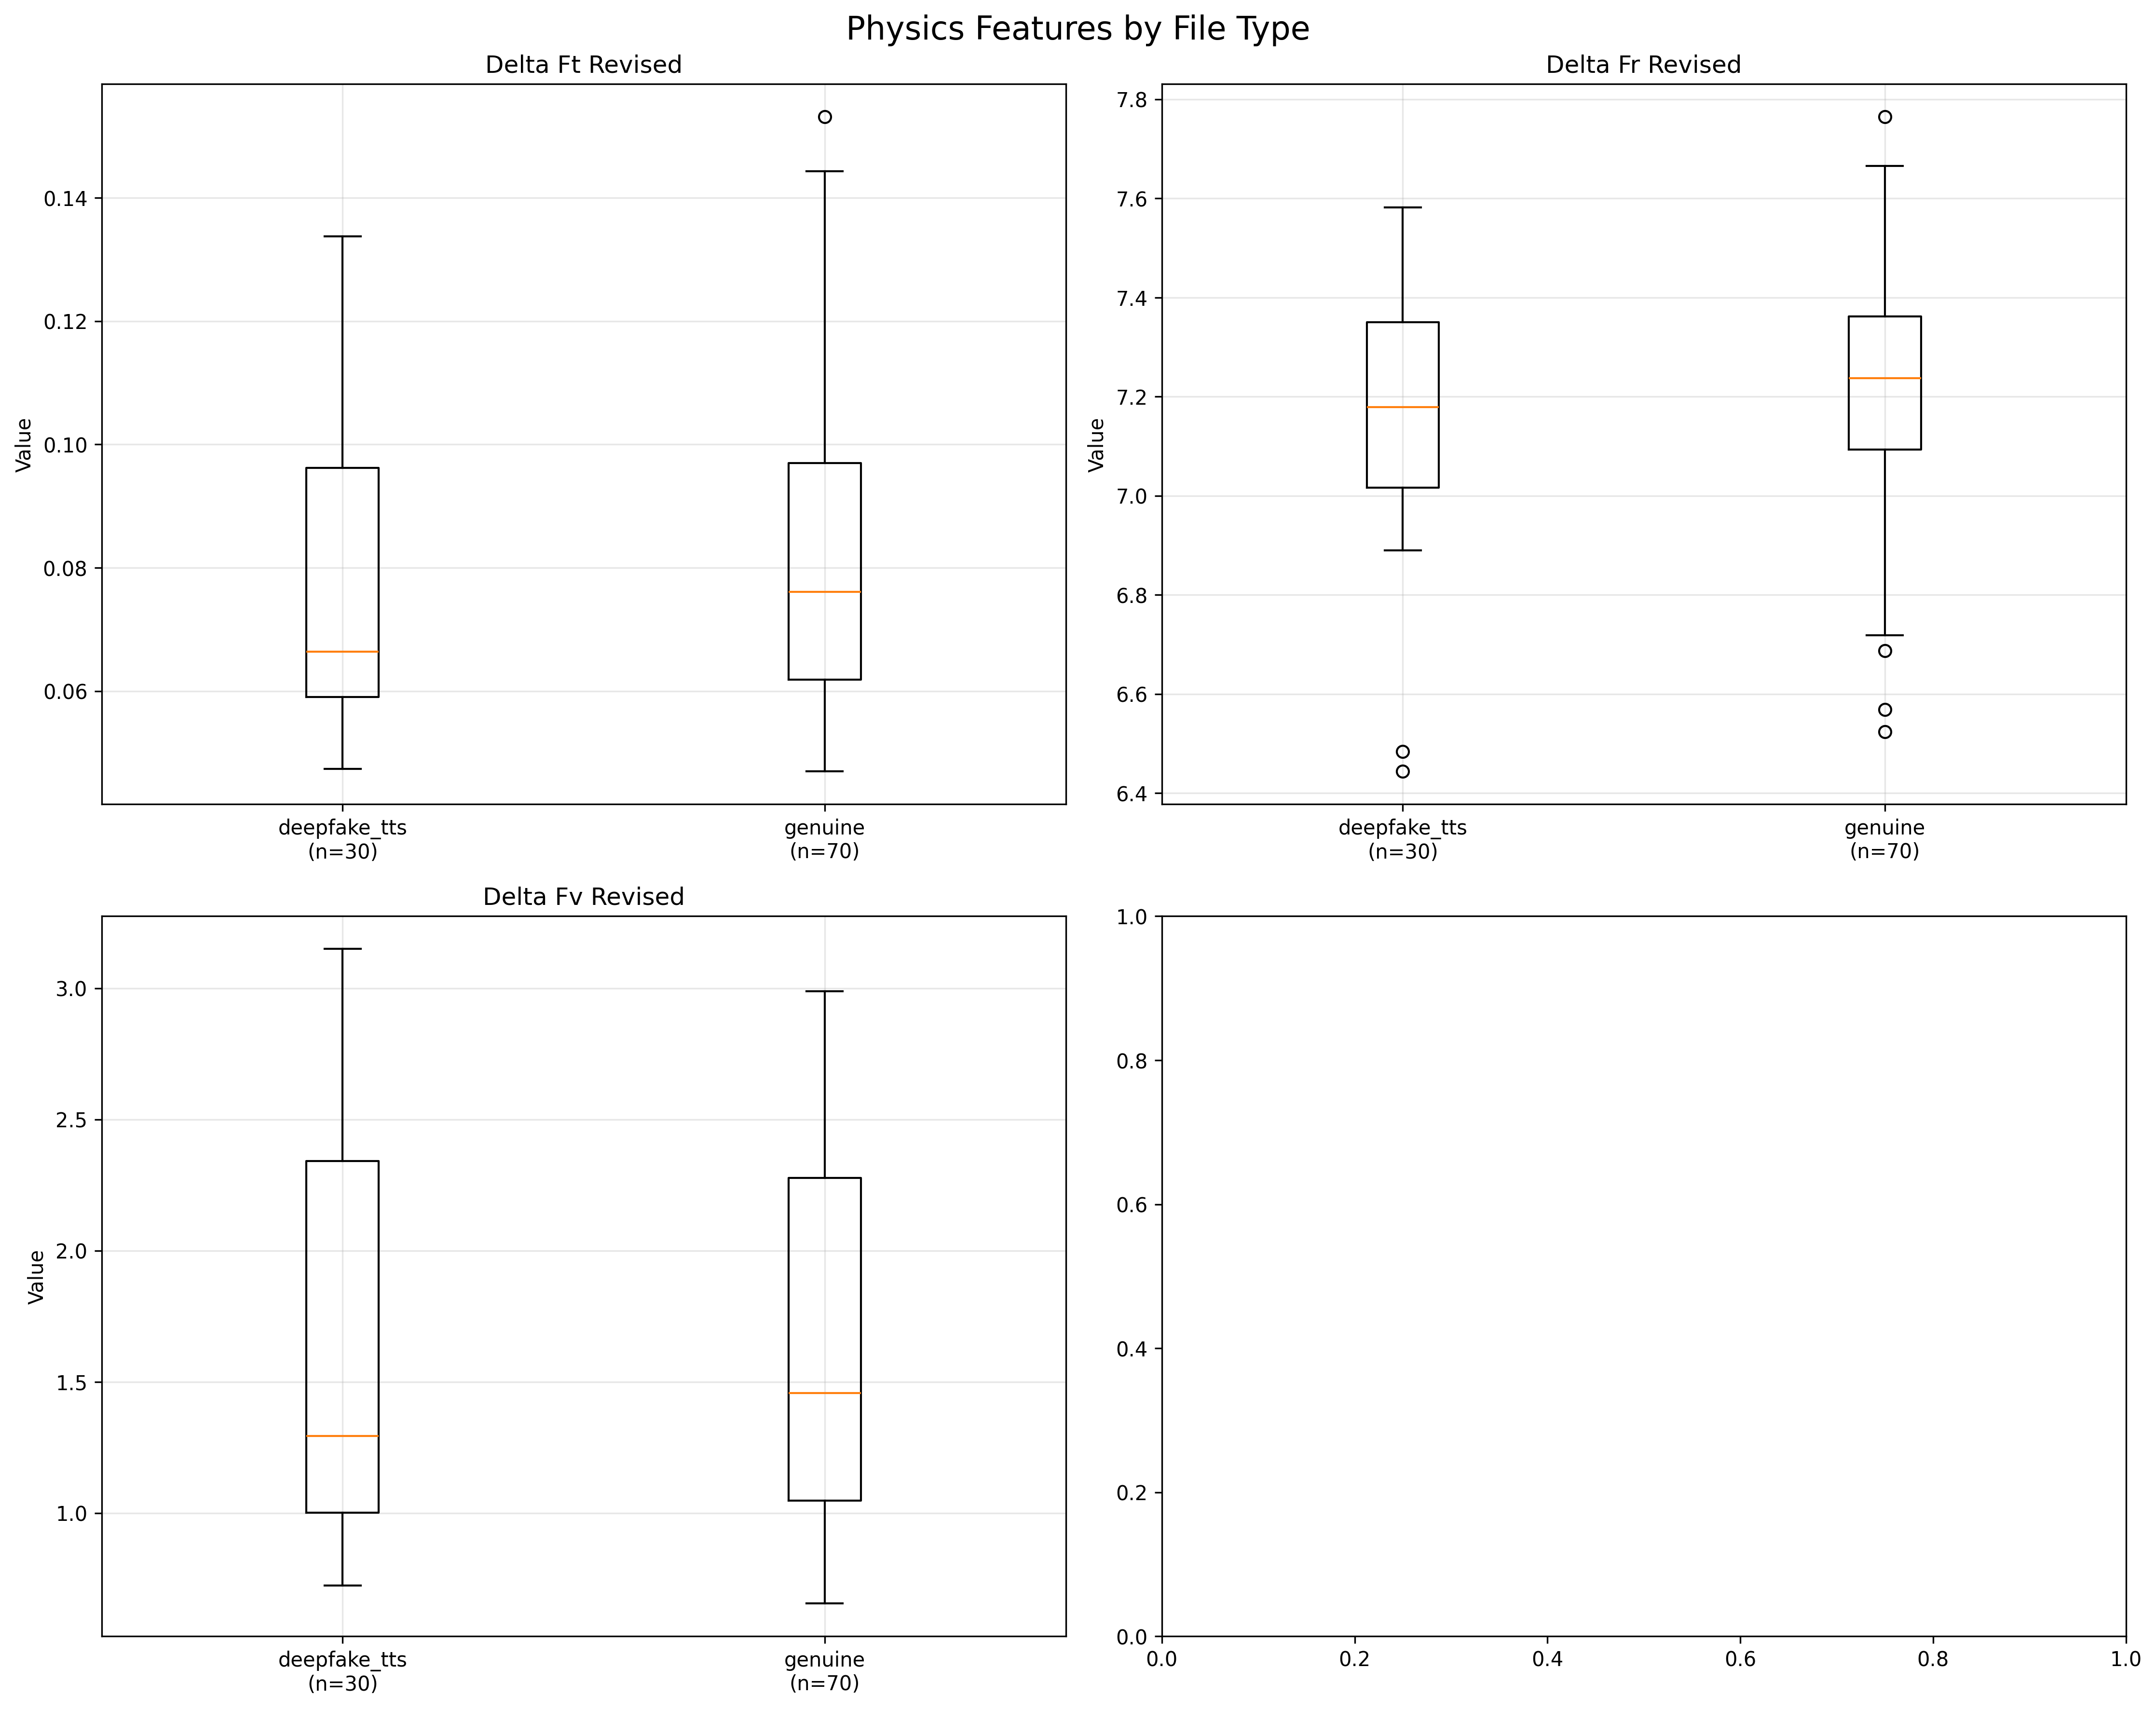 Physics Features by File Type
Delta Ft Revised
Value
0.14
0.12
0.10
0.08
0.06
deepfake_tts
(n=30)
genuine
(n=70)
Delta Fr Revised
Value
7.8
7.6
7.4
7.2
7.0
6.8
6.6
6.4
deepfake_tts
(n=30)
genuine
(n=70)
Delta Fv Revised
Value
3.0
2.5
2.0
1.5
1.0
deepfake_tts
(n=30)
genuine
(n=70)
1.0
0.8
0.6
0.4
0.2
0.0
0.0 0.2 0.4 0.6 0.8 1.0